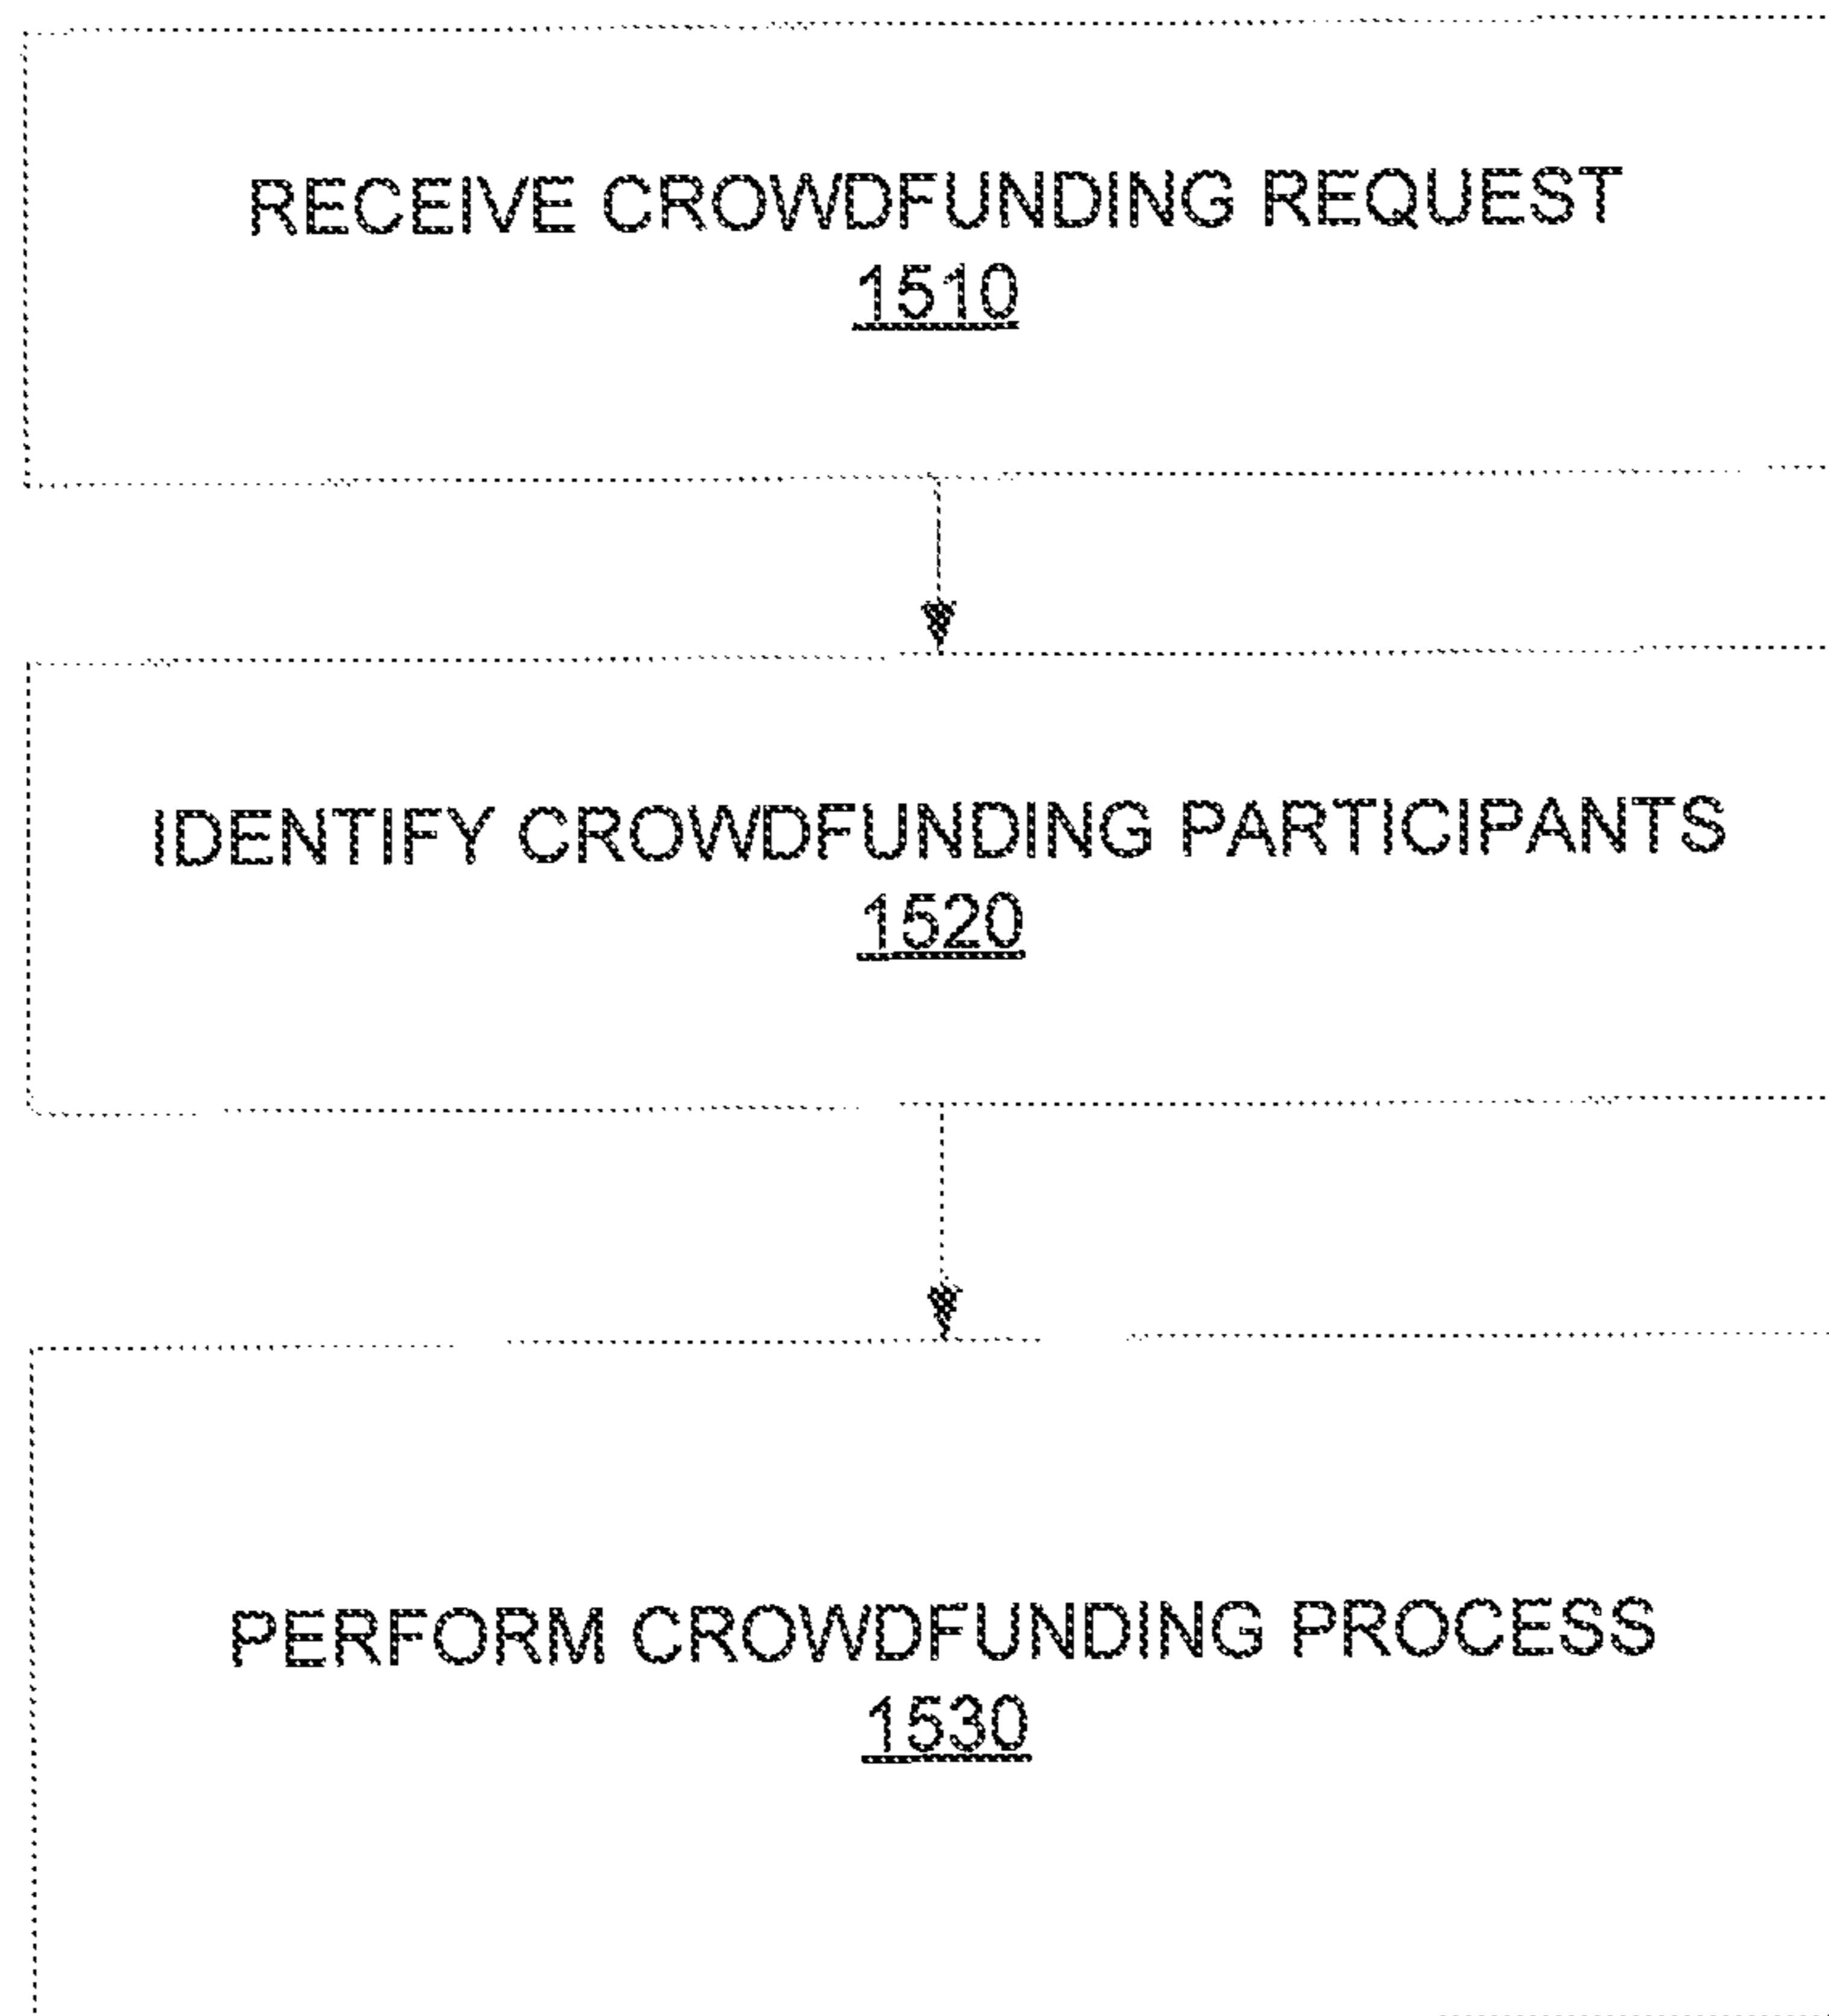 RECEIVE CROWDFUNDING REQUEST
1510
IDENTIFY CROWDFUNDING PARTICIPANTS
1520
PERFORM CROWDFUNDING PROCESS
1530